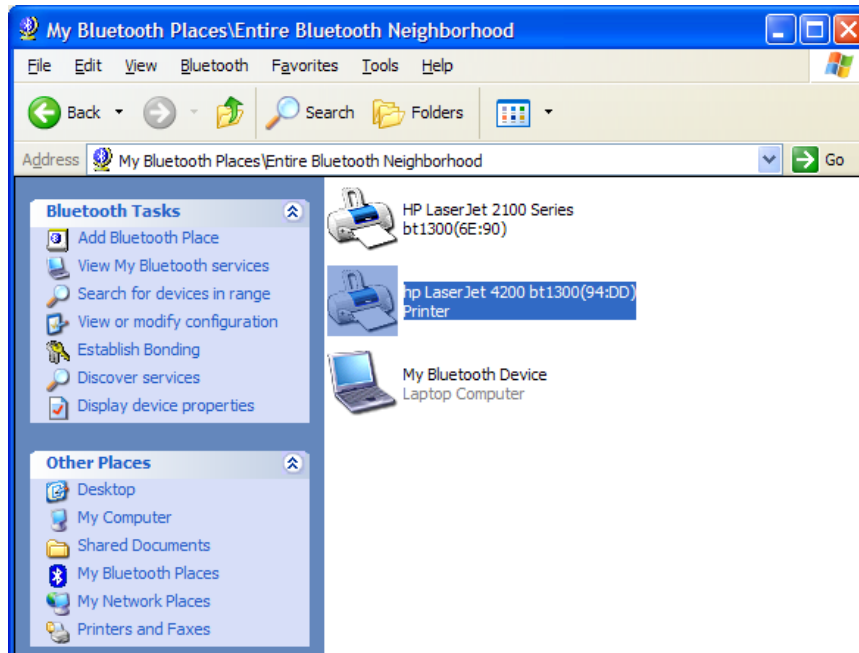 My Bluetooth Places\Entire Bluetooth Neighborhood
File Edit View Bluetooth Favorites Tools Help
Back Search Folders
Address My Bluetooth Places\Entire Bluetooth Neighborhood Go
Bluetooth Tasks
Add Bluetooth Place
View My Bluetooth services
Search for devices in range
View or modify configuration
Establish Bonding
Discover services
Display device properties
Other Places
Desktop
My Computer
Shared Documents
My Bluetooth Places
My Network Places
Printers and Faxes
HP LaserJet 2100 Series
bt1300(6E:90)
hp LaserJet 4200 bt1300(94:DD)
Printer
My Bluetooth Device
Laptop Computer